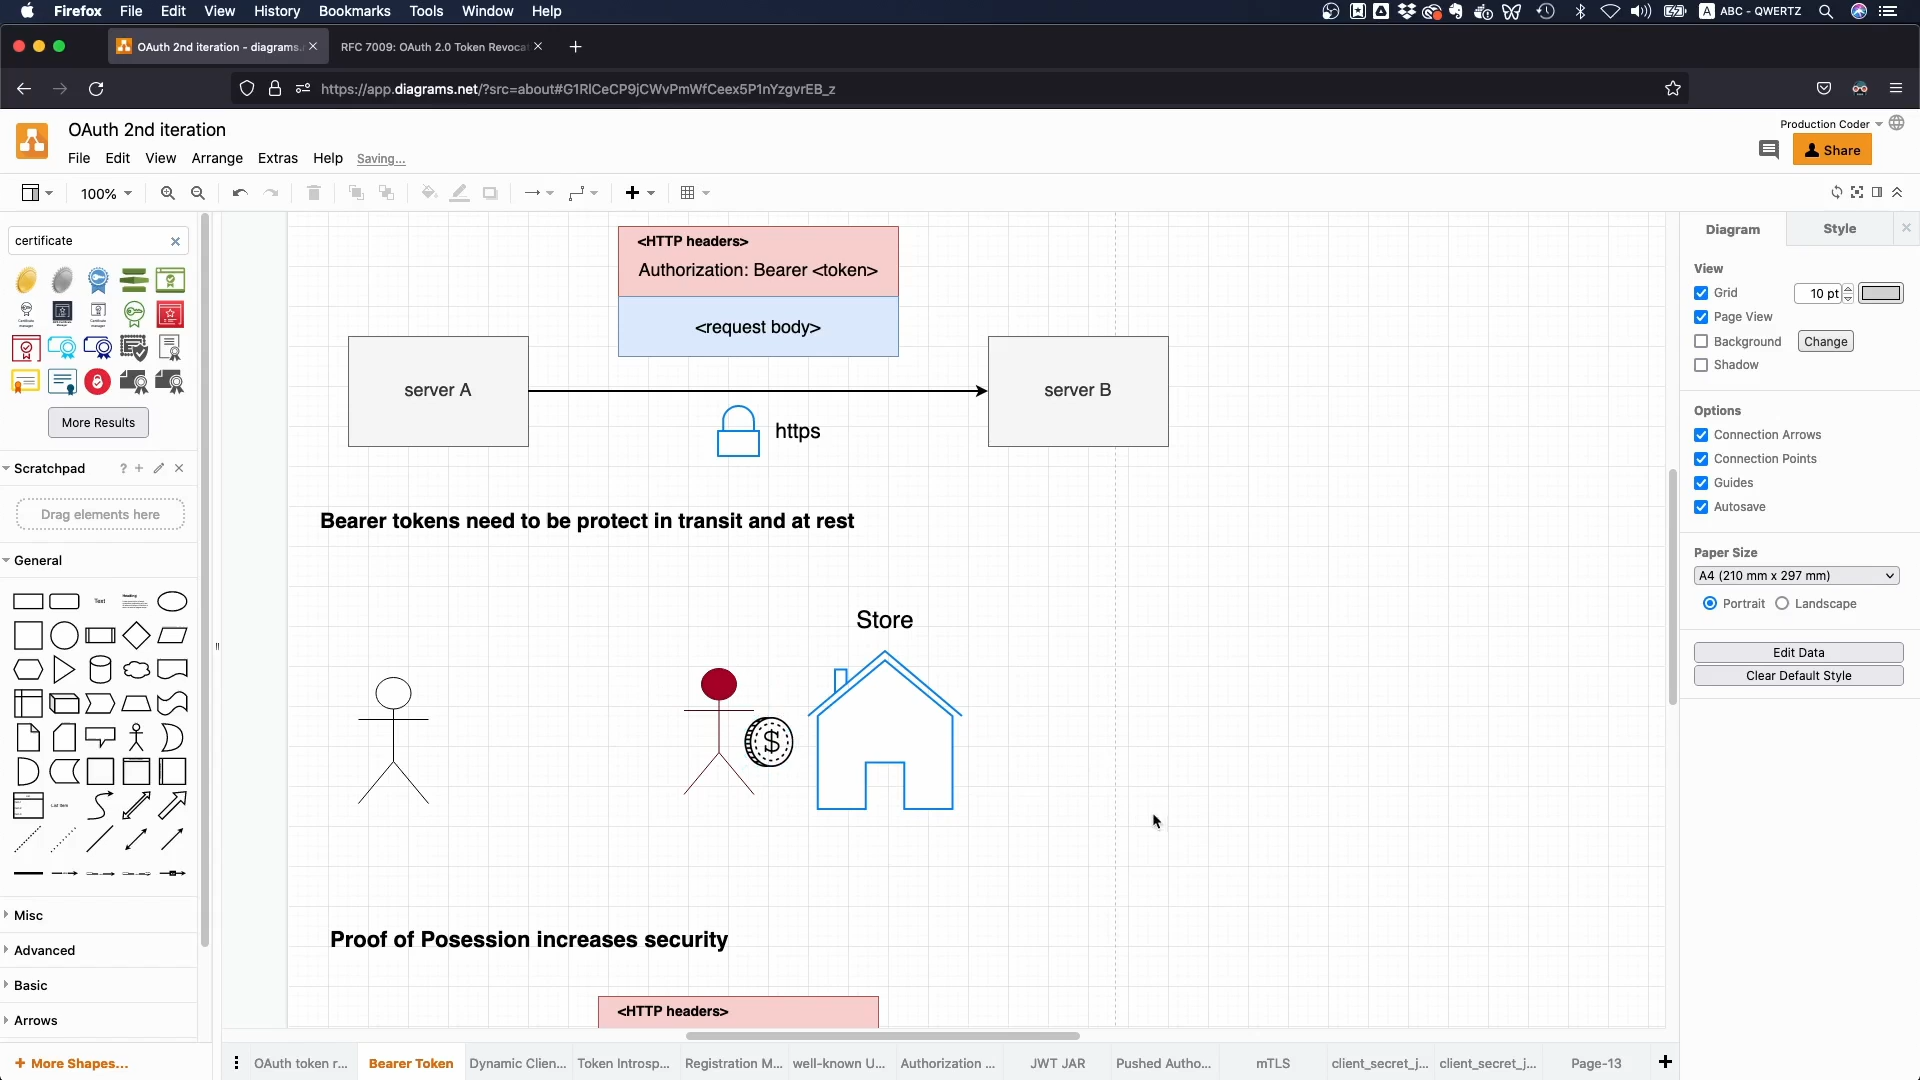 Firefox File Edit View History Bookmarks Tools Window Help
A ABC - QWERTZ
OAuth 2nd iteration - diagrams.
RFC 7009: OAuth 2.0 Token Revoca
https://app.diagrams.net/?src=about#G1RlCeCP9jCWvPmWfCeex5P1nYzgvrEB_z
OAuth 2nd iteration
Production Coder
File Edit View Arrange Extras Help Saving...
Share
100%
certificate
More Results
Scratchpad
?
Drag elements here
General
Text
Heading
List Item
Misc
Advanced
Basic
Arrows
+ More Shapes...
<HTTP headers>
Authorization: Bearer <token>
<request body>
server A
server B
https
Bearer tokens need to be protect in transit and at rest
Store
$
Proof of Posession increases security
<HTTP headers>
Diagram Style
View
Grid 10 pt
Page View
Background Change
Shadow
Options
Connection Arrows
Connection Points
Guides
Autosave
Paper Size
A4 (210 mm x 297 mm)
Portrait Landscape
Edit Data
Clear Default Style
OAuth token r... Bearer Token Dynamic Clien... Token Introsp... Registration M... well-known U... Authorization ... JWT JAR Pushed Autho... mTLS client_secret_j... client_secret_j... Page-13